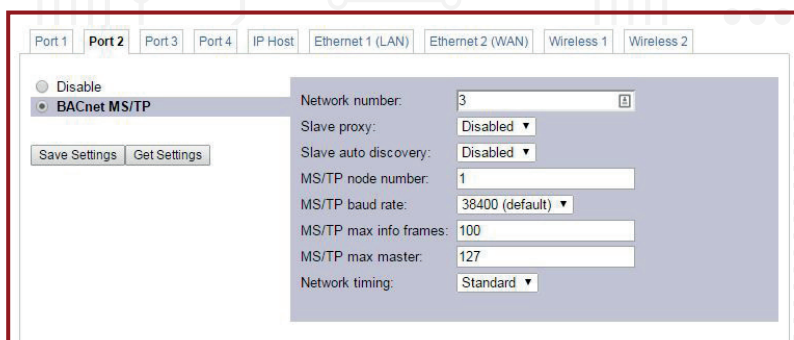 Port 1 Port 2 Port 3 Port 4 IP Host Ethernet 1 (LAN) Ethernet 2 (WAN) Wireless 1 Wireless 2
Disable
BACnet MS/TP
Save Settings Get Settings
Network number: 3
Slave proxy: Disabled
Slave auto discovery: Disabled
MS/TP node number: 1
MS/TP baud rate: 38400 (default)
MS/TP max info frames: 100
MS/TP max master: 127
Network timing: Standard